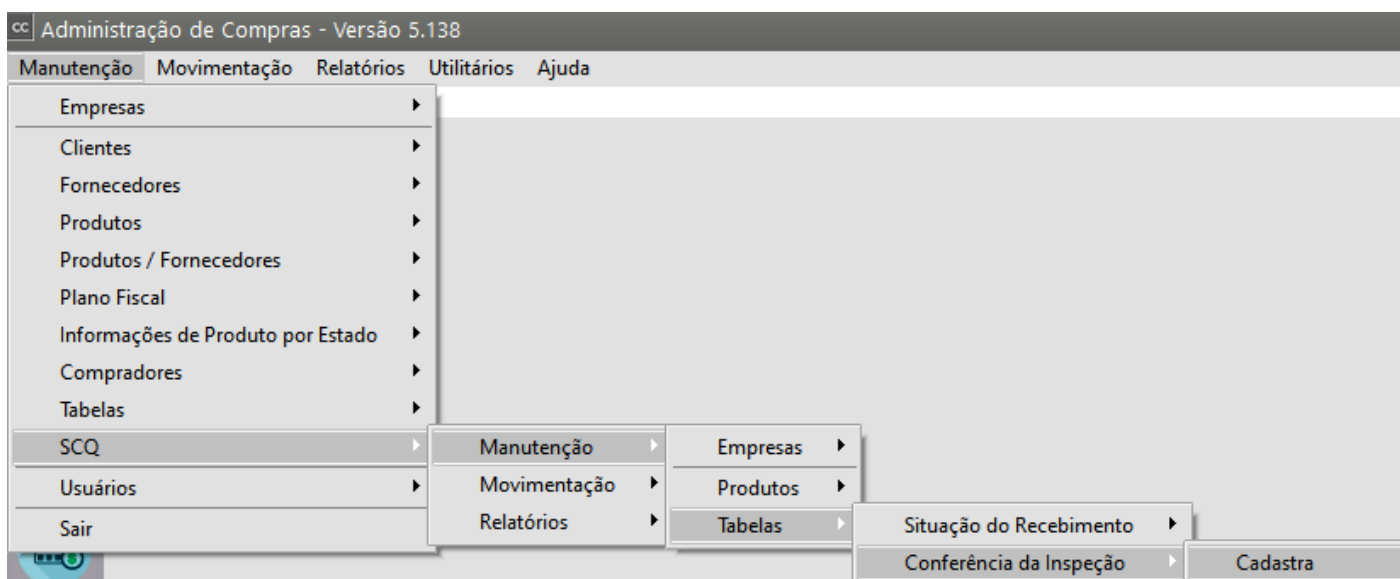 cc Administração de Compras - Versão 5.138
Manutenção Movimentação Relatórios Utilitários Ajuda
Empresas
Clientes
Fornecedores
Produtos
Produtos / Fornecedores
Plano Fiscal
Informações de Produto por Estado
Compradores
Tabelas
SCQ Manutenção Empresas
Usuários Movimentação Produtos
Sair Relatórios Tabelas Situação do Recebimento
Conferência da Inspeção Cadastra